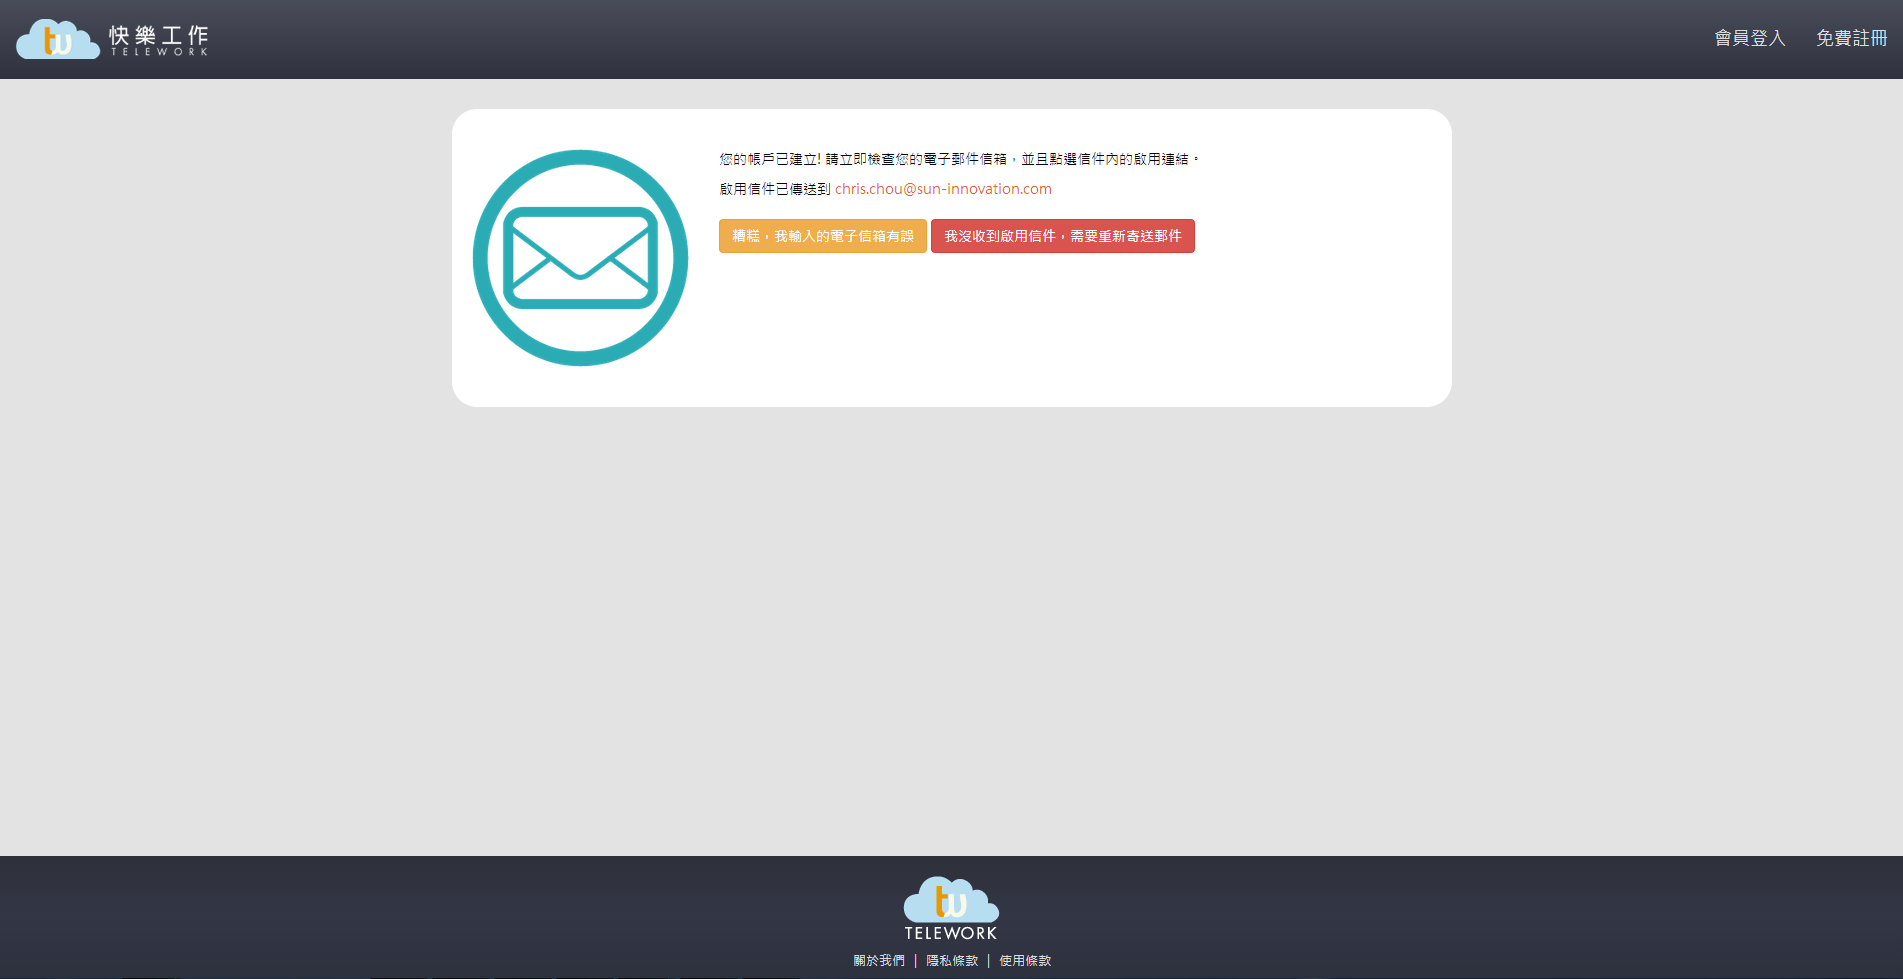 tw 快樂工作
TELEWORK
會員登入 免費註冊
您的帳戶已建立! 請立即檢查您的電子郵件信箱，並且點選信件內的啟用連結。
啟用信件已傳送到 chris.chou@sun-innovation.com
糟糕，我輸入的電子信箱有誤 我沒收到啟用信件，需要重新寄送郵件
tw
TELEWORK
關於我們 | 隱私條款 | 使用條款